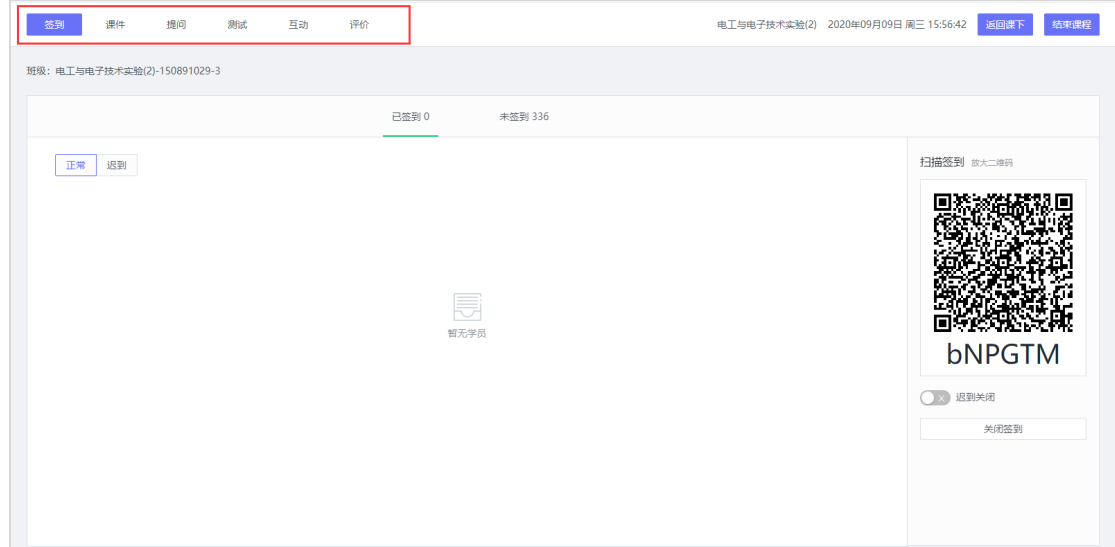 签到 课件 提问 测试 互动 评价 电工与电子技术实验(2) 2020年09月09日 周三 15:56:42 返回课下 结束课程
班级：电工与电子技术实验(2)-150891029-3
已签到 0 未签到 336
正常 迟到
扫描签到 放大二维码
暂无学员
bNPGTM
迟到关闭
关闭签到